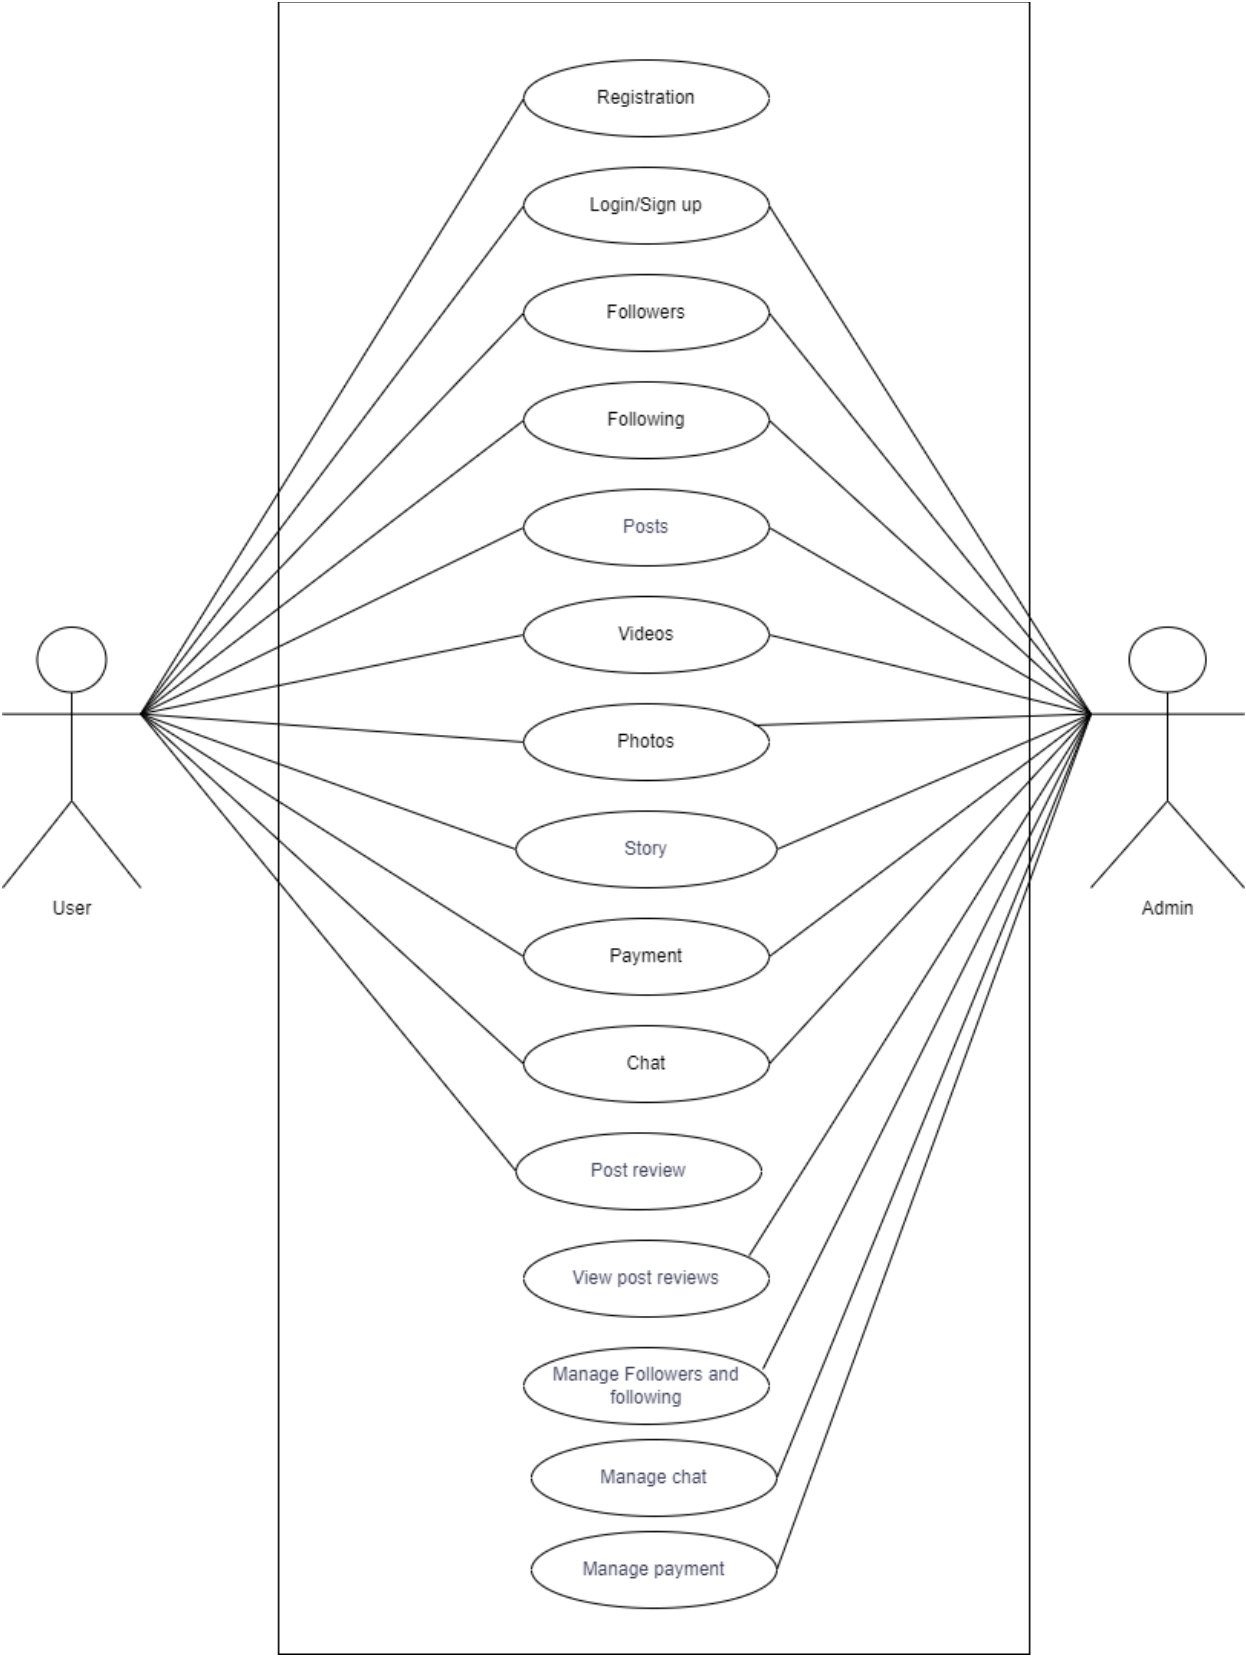 Registration
Login/Sign up
Followers
Following
Posts
Videos
Photos
Story
User
Admin
Payment
Chat
Post review
View post reviews
Manage Followers and
following
Manage chat
Manage payment